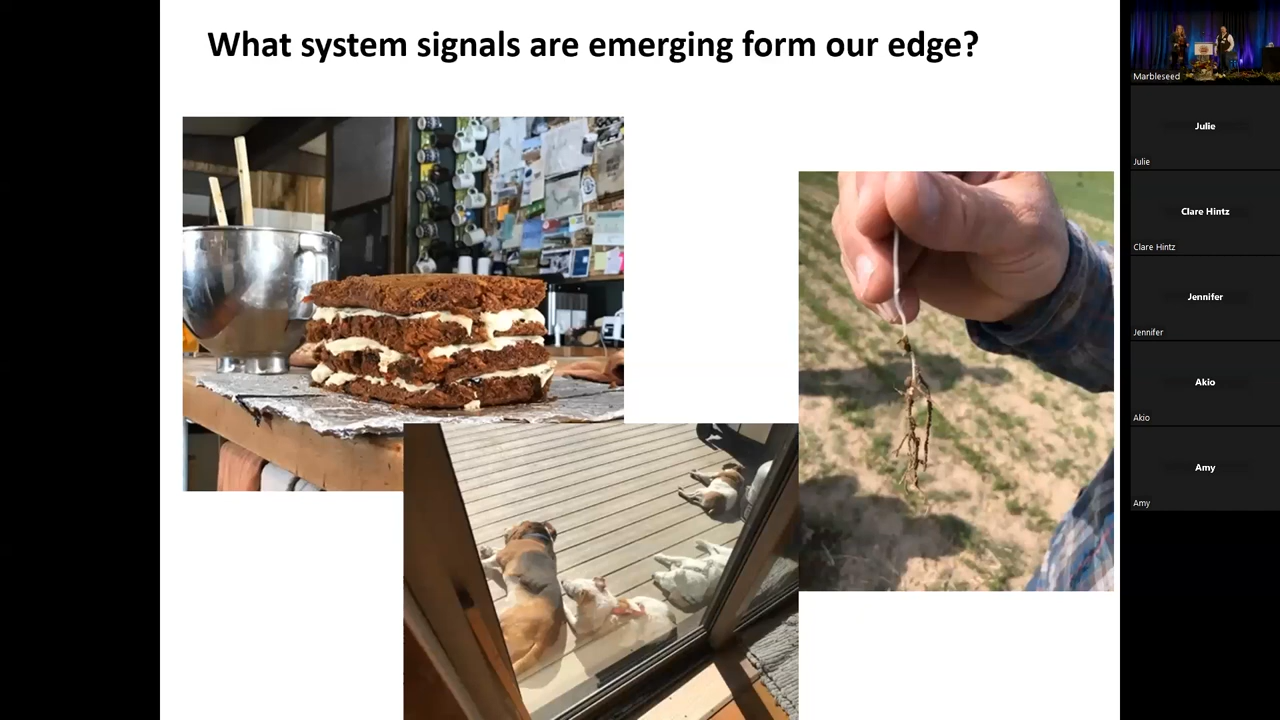 What system signals are emerging form our edge?
Marbleseed
Julie
Julie
Clare Hintz
Clare Hintz
Jennifer
Jennifer
Akio
Akio
Amy
Amy